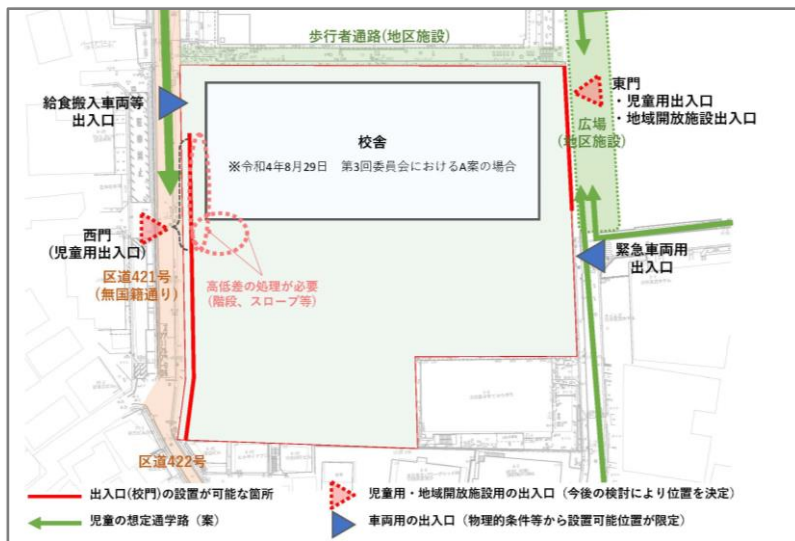 歩行者通路(地区施設)
給食搬入車両等
出入口
東門
・児童用出入口
・地域開放施設出入口
広場
(地区施設)
校舎
※令和4年8月29日　第3回委員会におけるA案の場合
西門
(児童用出入口)
緊急車両用
出入口
区道421号
(無国籍通り)
高低差の処理が必要
(階段、スロープ等)
区道422号
出入口(校門)の設置が可能な箇所
児童用・地域開放施設用の出入口（今後の検討により位置を決定）
児童の想定通学路（案）
車両用の出入口（物理的条件等から設置可能位置が限定）